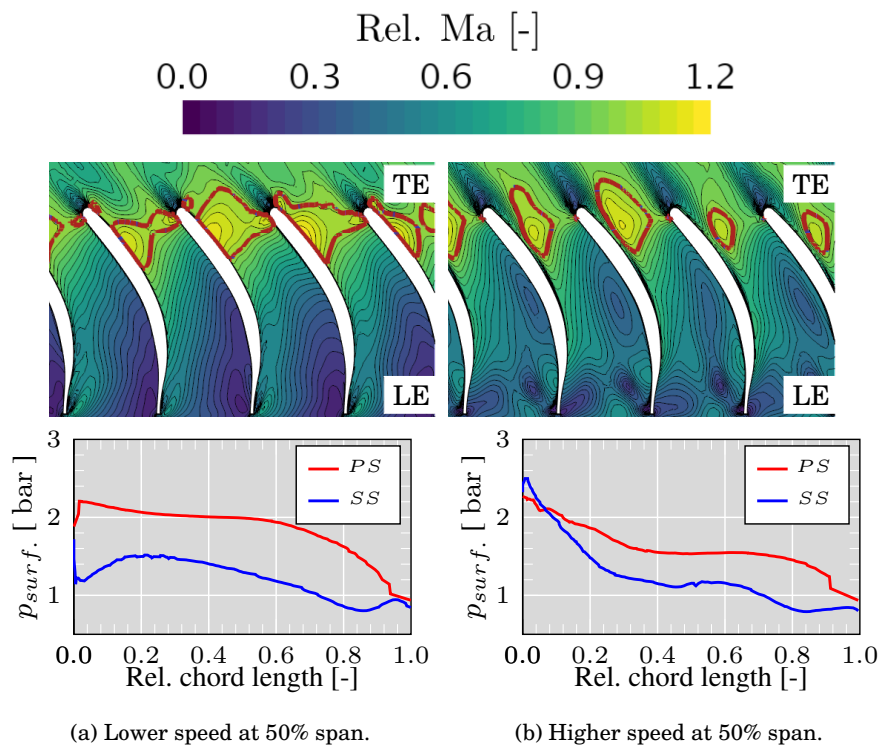 Rel. Ma [-]
0.0 0.3 0.6 0.9 1.2
TE TE
LE LE
3 3
2 2
1 1
PS PS
SS SS
p_surf. [ bar ] p_surf. [ bar ]
0.0 0.2 0.4 0.6 0.8 1.0 0.0 0.2 0.4 0.6 0.8 1.0
Rel. chord length [-] Rel. chord length [-]
(a) Lower speed at 50% span. (b) Higher speed at 50% span.